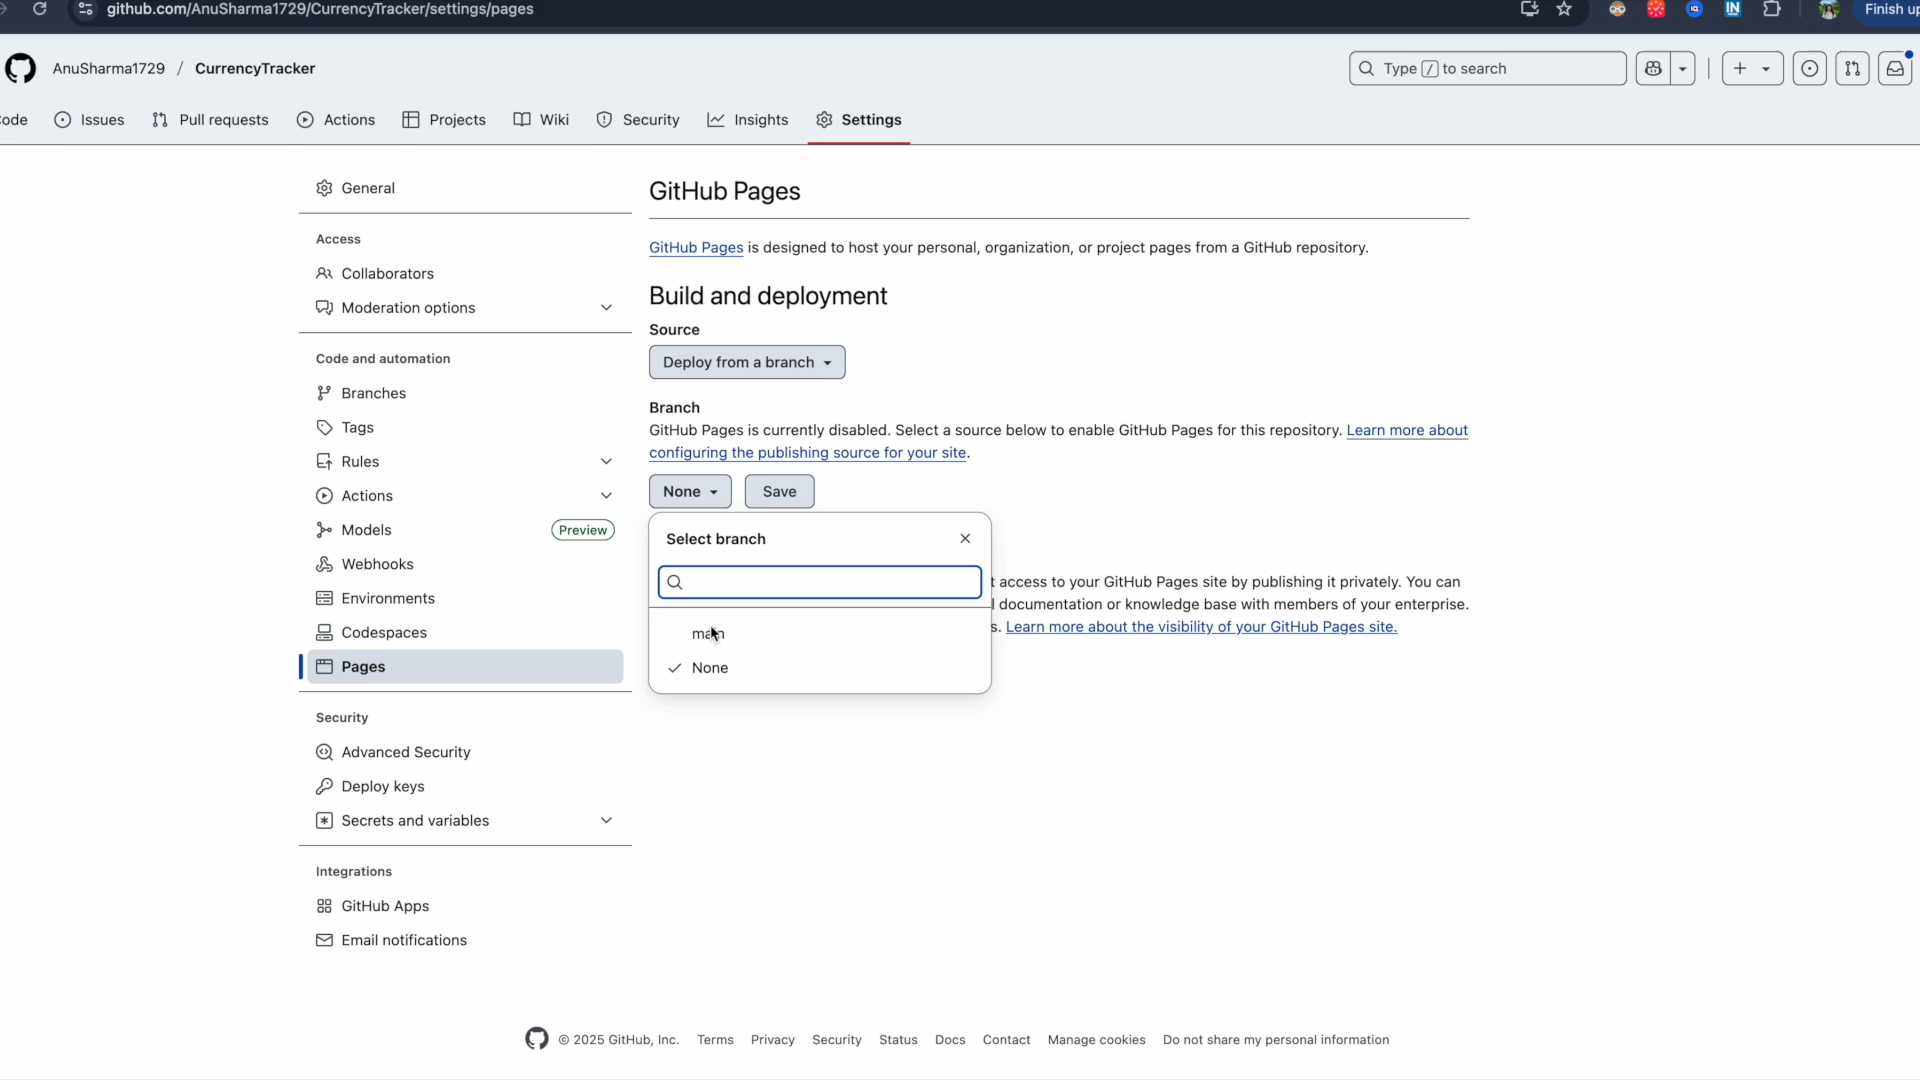 github.com/AnuSharma1729/CurrencyTracker/settings/pages
Finish up
AnuSharma1729 / CurrencyTracker
Type / to search
ode
Issues
Pull requests
Actions
Projects
Wiki
Security
Insights
Settings
General
Access
Collaborators
Moderation options
Code and automation
Branches
Tags
Rules
Actions
Models
Preview
Webhooks
Environments
Codespaces
Pages
Security
Advanced Security
Deploy keys
Secrets and variables
Integrations
GitHub Apps
Email notifications
GitHub Pages
GitHub Pages is designed to host your personal, organization, or project pages from a GitHub repository.
Build and deployment
Source
Deploy from a branch
Branch
GitHub Pages is currently disabled. Select a source below to enable GitHub Pages for this repository. Learn more about
configuring the publishing source for your site.
None
Save
Select branch
main
None
t access to your GitHub Pages site by publishing it privately. You can
l documentation or knowledge base with members of your enterprise.
s. Learn more about the visibility of your GitHub Pages site.
© 2025 GitHub, Inc.
Terms
Privacy
Security
Status
Docs
Contact
Manage cookies
Do not share my personal information